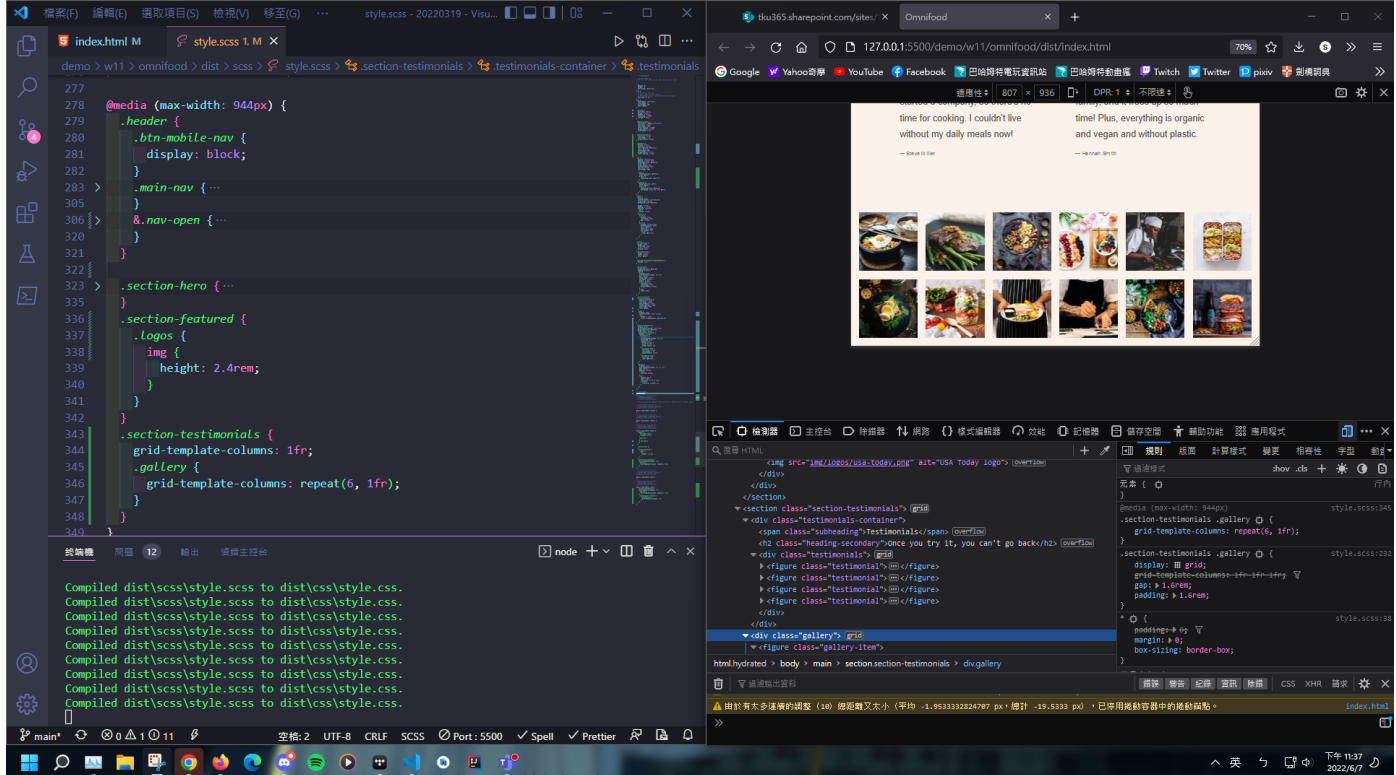 檔案(F) 編輯(E) 選取項目(S) 檢視(V) 移至(G) ··· style.scss - 20220319 - Visu...
index.html M style.scss 1, M
demo > w11 > omnifood > dist > scss > style.scss > .section-testimonials > .testimonials-container > .testimonials
277
278 @media (max-width: 944px) {
279 .header {
280 .btn-mobile-nav {
281 display: block;
282 }
283 .main-nav { ···
305 }
306 &.nav-open { ···
320 }
321 }
322
323 .section-hero { ···
335 }
336 .section-featured {
337 .logos {
338 img {
339 height: 2.4rem;
340 }
341 }
342 }
343 .section-testimonials {
344 grid-template-columns: 1fr;
345 .gallery {
346 grid-template-columns: repeat(6, 1fr);
347 }
348 }
349 }
終端機 問題 12 輸出 偵錯主控台 node
Compiled dist\scss\style.scss to dist\css\style.css.
Compiled dist\scss\style.scss to dist\css\style.css.
Compiled dist\scss\style.scss to dist\css\style.css.
Compiled dist\scss\style.scss to dist\css\style.css.
Compiled dist\scss\style.scss to dist\css\style.css.
Compiled dist\scss\style.scss to dist\css\style.css.
Compiled dist\scss\style.scss to dist\css\style.css.
Compiled dist\scss\style.scss to dist\css\style.css.
Compiled dist\scss\style.scss to dist\css\style.css.
main* 0 1 11 空格: 2 UTF-8 CRLF SCSS Port : 5500 Spell Prettier
tku365.sharepoint.com/sites/ Omnifood
127.0.0.1:5500/demo/w11/omnifood/dist/index.html 70%
Google Yahoo奇摩 YouTube Facebook 巴哈姆特電玩資訊站 巴哈姆特動畫瘋 Twitch Twitter pixiv 劍橋詞典
適應性 807 × 936 DPR: 1 不限速
started a company, so there's no
time for cooking. I couldn't live
without my daily meals now!
— Steve Miller
family, and it frees up so much
time! Plus, everything is organic
and vegan and without plastic.
— Hannah Smith
檢測器 主控台 除錯器 網路 樣式編輯器 效能 記憶體 儲存空間 輔助功能 應用程式
搜尋 HTML
<img src="img/logos/usa-today.png" alt="USA Today logo"> overflow
</div>
</div>
</section>
<section class="section-testimonials"> grid
<div class="testimonials-container">
<span class="subheading">Testimonials</span> overflow
<h2 class="heading-secondary">Once you try it, you can't go back</h2> overflow
<div class="testimonials"> grid
<figure class="testimonial"></figure>
<figure class="testimonial"></figure>
<figure class="testimonial"></figure>
<figure class="testimonial"></figure>
</div>
</div>
<div class="gallery"> grid
<figure class="gallery-item">
html.hydrated > body > main > section.section-testimonials > div.gallery
規則 版面 計算樣式 變更 相容性 字型
過濾樣式 :hov .cls
元素 { 行內
}
@media (max-width: 944px) style.scss:345
.section-testimonials .gallery {
grid-template-columns: repeat(6, 1fr);
}
.section-testimonials .gallery { style.scss:232
display: grid;
grid-template-columns: 1fr 1fr 1fr;
gap: 1.6rem;
padding: 1.6rem;
}
* { style.scss:38
padding: 0;
margin: 0;
box-sizing: border-box;
}
過濾輸出資料 錯誤 警告 紀錄 資訊 除錯 CSS XHR 請求
由於有太多連續的調整 (10) 總距離又太小 (平均 -1.9533332824707 px,總計 -19.5333 px) ,已停用捲動容器中的捲動錨點。 index.html
英 下午 11:37
2022/6/7